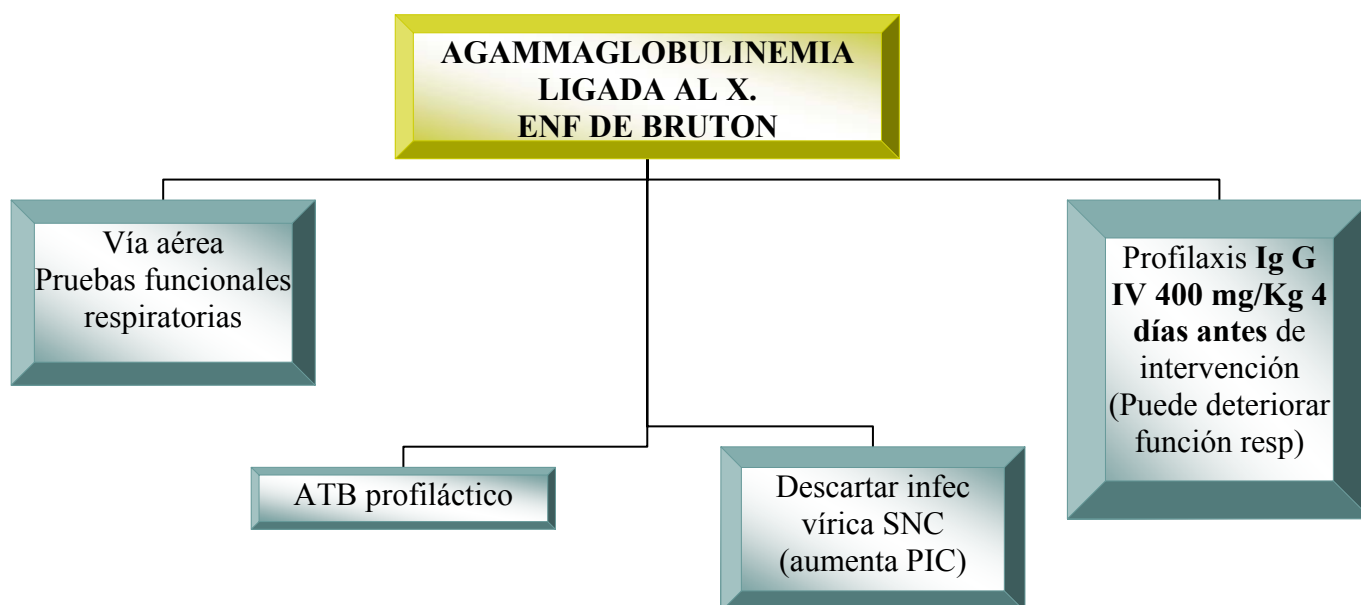 AGAMMAGLOBULINEMIA
LIGADA AL X.
ENF DE BRUTON
Vía aérea
Pruebas funcionales
respiratorias
Profilaxis Ig G
IV 400 mg/Kg 4
días antes de
intervención
(Puede deteriorar
función resp)
ATB profiláctico
Descartar infec
vírica SNC
(aumenta PIC)